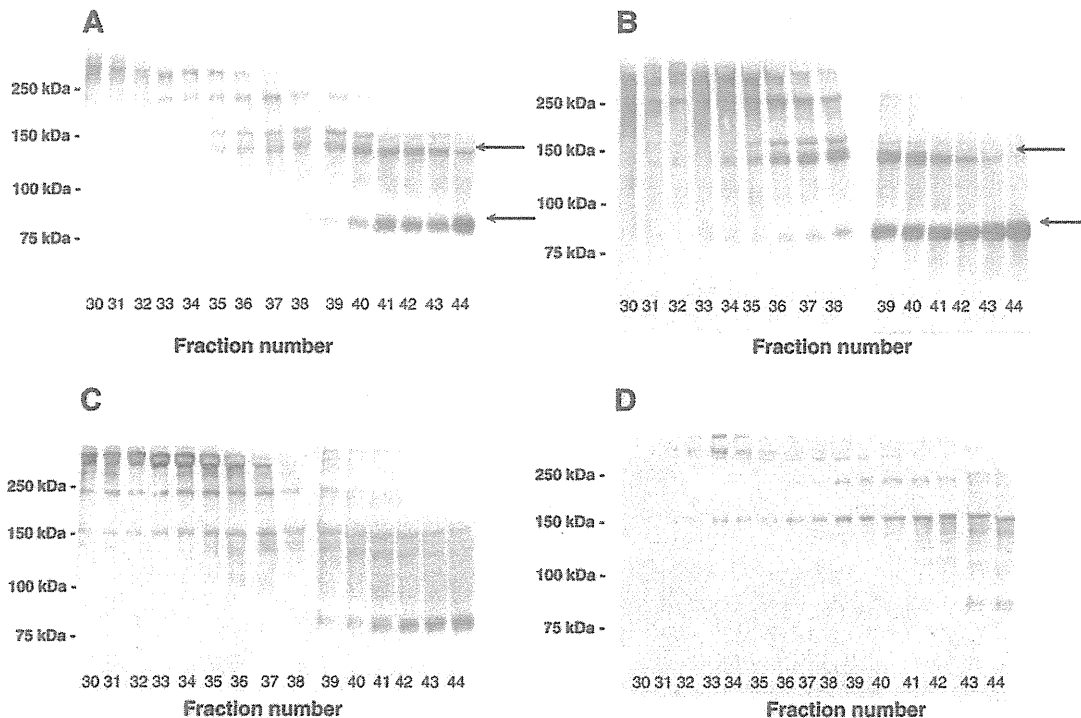 A
250 kDa -
150 kDa -
100 kDa -
75 kDa -
30 31 32 33 34 35 36 37 38 39 40 41 42 43 44
Fraction number
B
250 kDa -
150 kDa -
100 kDa -
75 kDa -
30 31 32 33 34 35 36 37 38 39 40 41 42 43 44
Fraction number
C
250 kDa -
150 kDa -
100 kDa -
75 kDa -
30 31 32 33 34 35 36 37 38 39 40 41 42 43 44
Fraction number
D
250 kDa -
150 kDa -
100 kDa -
75 kDa -
30 31 32 33 34 35 36 37 38 39 40 41 42 43 44
Fraction number